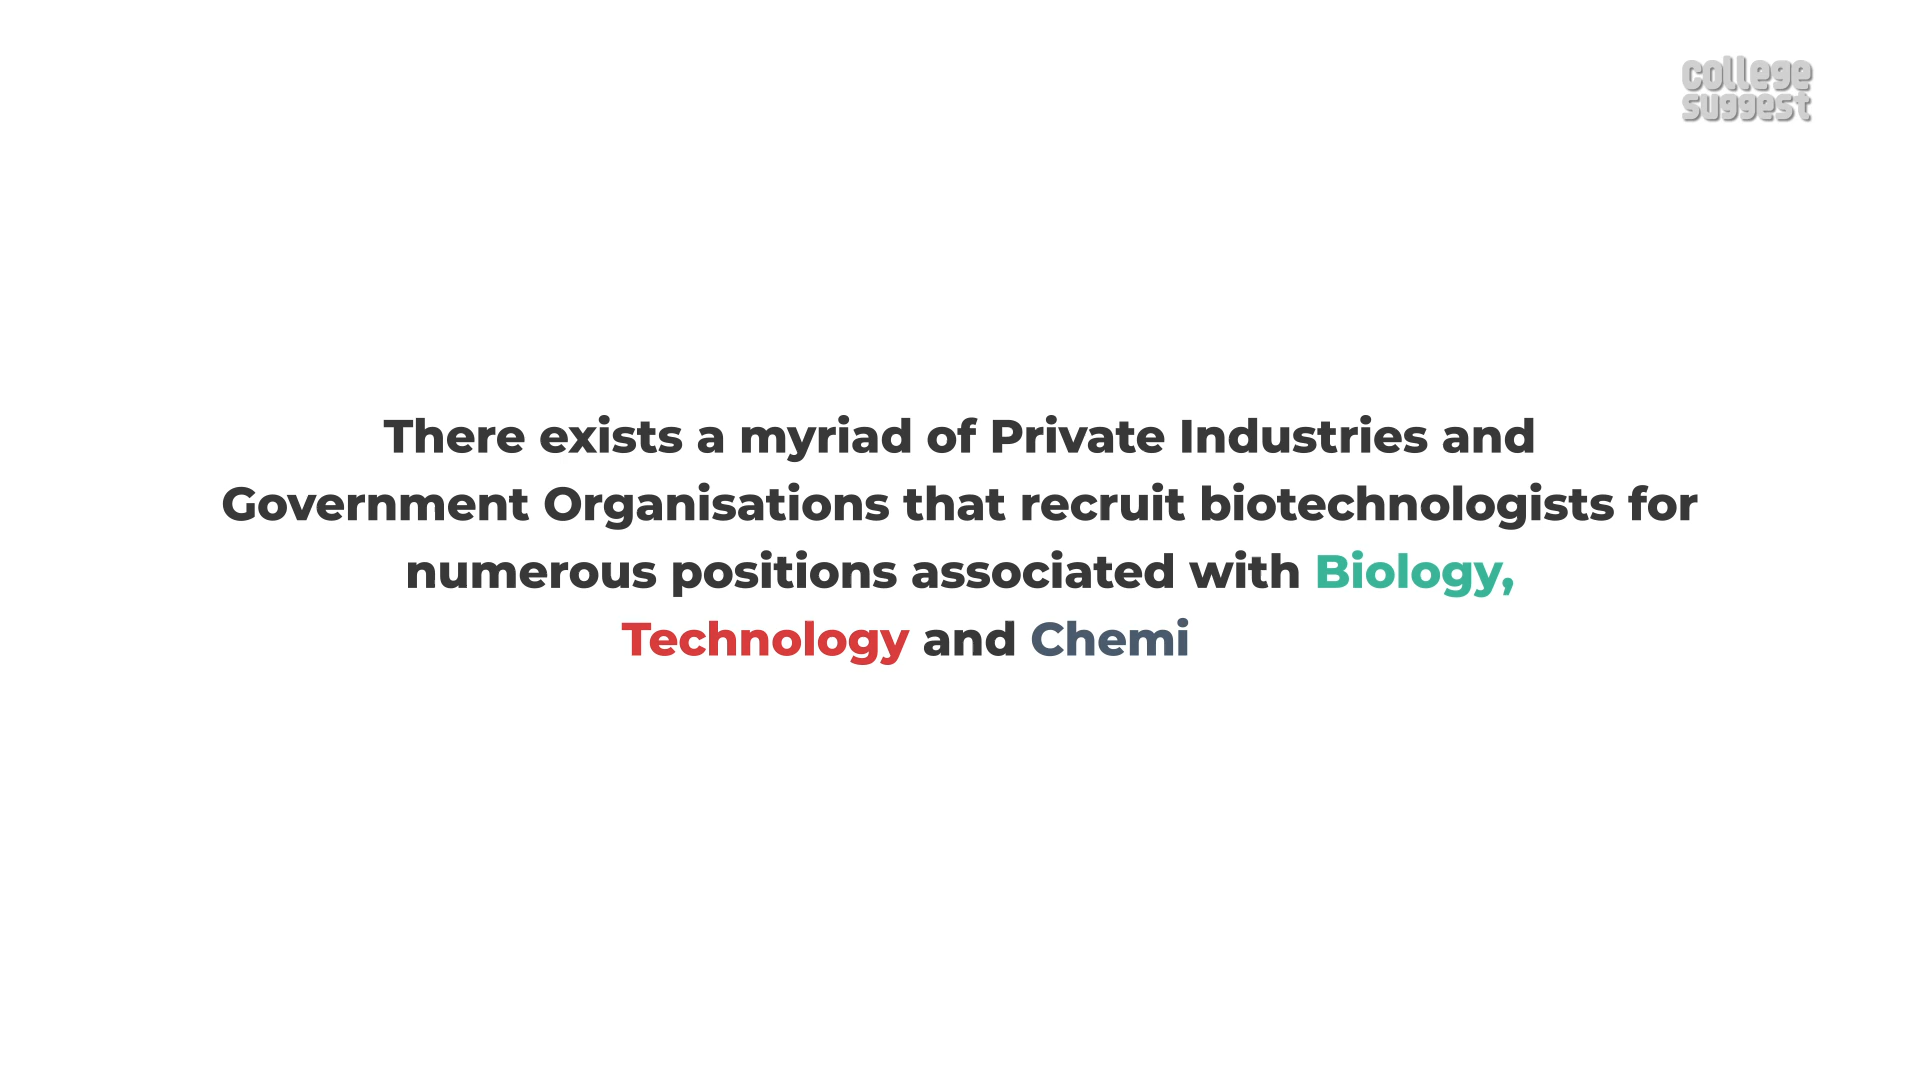 college
suggest
There exists a myriad of Private Industries and
Government Organisations that recruit biotechnologists for
numerous positions associated with Biology,
Technology and Chemi